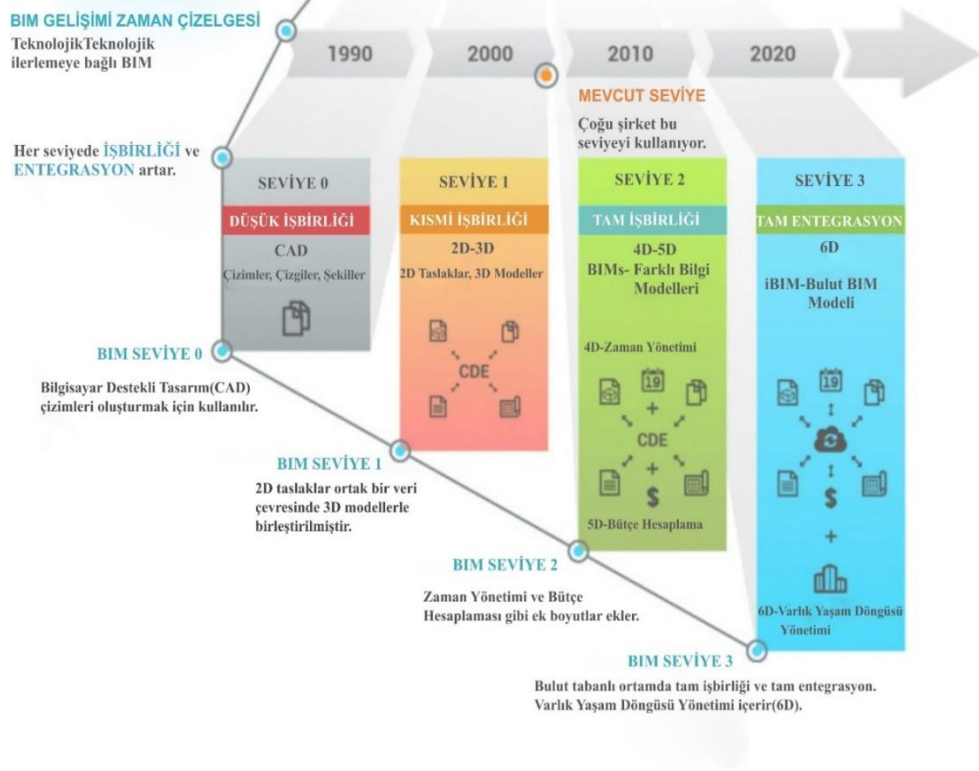 BIM GELİŞİMİ ZAMAN ÇİZELGESİ
TeknolojikTeknolojik
ilerlemeye bağlı BIM
1990
2000
2010
2020
MEVCUT SEVİYE
Çoğu şirket bu
seviyeyi kullanıyor.
Her seviyede İŞBİRLİĞİ ve
ENTEGRASYON artar.
SEVİYE 0
DÜŞÜK İŞBİRLİĞİ
CAD
Çizimler, Çizgiler, Şekiller
SEVİYE 1
KISMİ İŞBİRLİĞİ
2D-3D
2D Taslaklar, 3D Modeller
CDE
SEVİYE 2
TAM İŞBİRLİĞİ
4D-5D
BIMs- Farklı Bilgi
Modelleri
4D-Zaman Yönetimi
19
+
CDE
+
$
5D-Bütçe Hesaplama
SEVİYE 3
TAM ENTEGRASYON
6D
iBIM-Bulut BIM
Modeli
19
$
+
6D-Varlık Yaşam Döngüsü
Yönetimi
BIM SEVİYE 0
Bilgisayar Destekli Tasarım(CAD)
çizimleri oluşturmak için kullanılır.
BIM SEVİYE 1
2D taslaklar ortak bir veri
çevresinde 3D modellerle
birleştirilmiştir.
BIM SEVİYE 2
Zaman Yönetimi ve Bütçe
Hesaplaması gibi ek boyutlar ekler.
BIM SEVİYE 3
Bulut tabanlı ortamda tam işbirliği ve tam entegrasyon.
Varlık Yaşam Döngüsü Yönetimi içerir(6D).